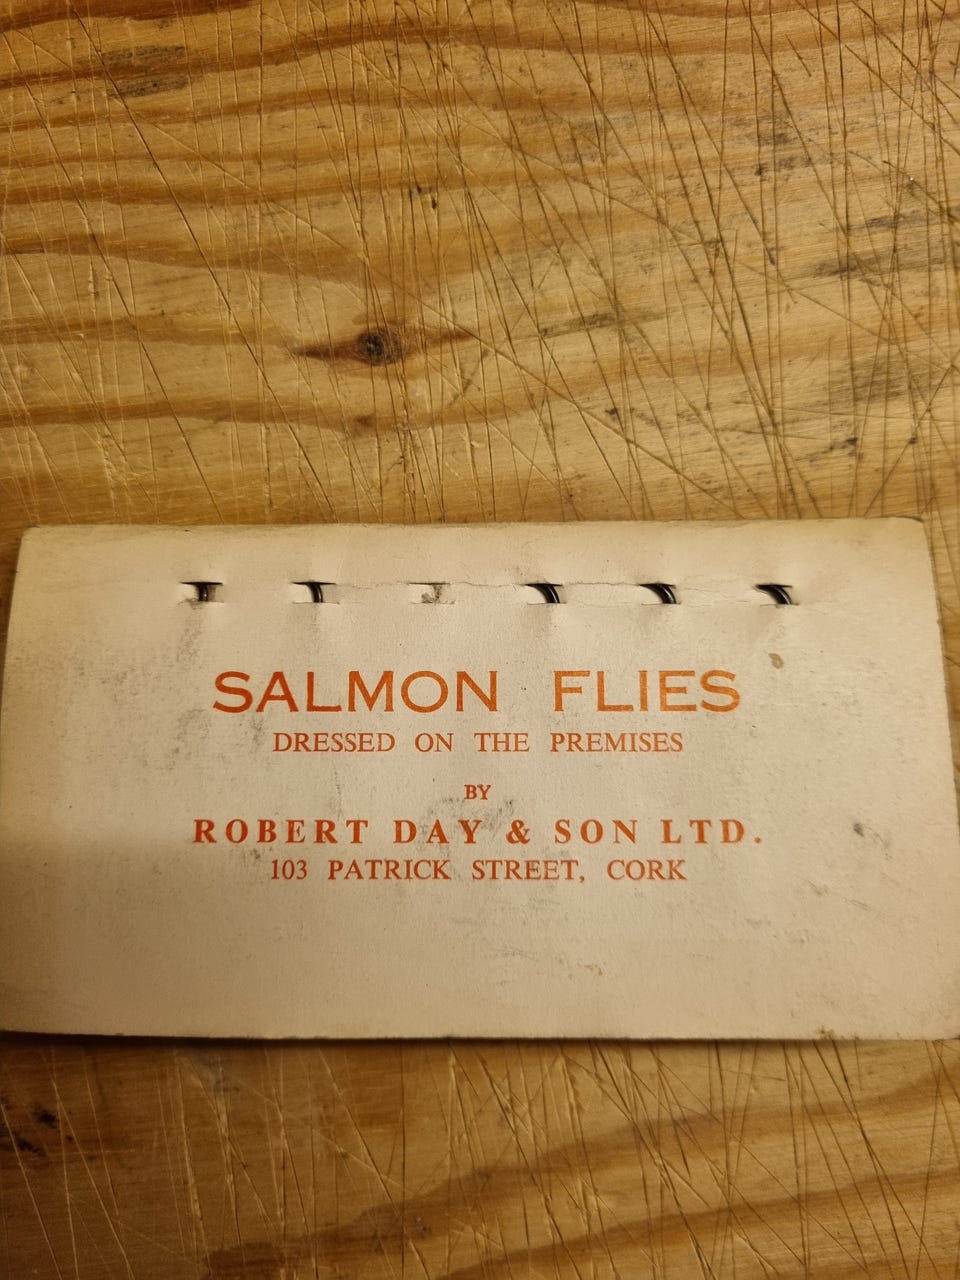 SALMON FLIES
DRESSED ON THE PREMISES
BY
ROBERT DAY & SON LTD.
103 PATRICK STREET, CORK